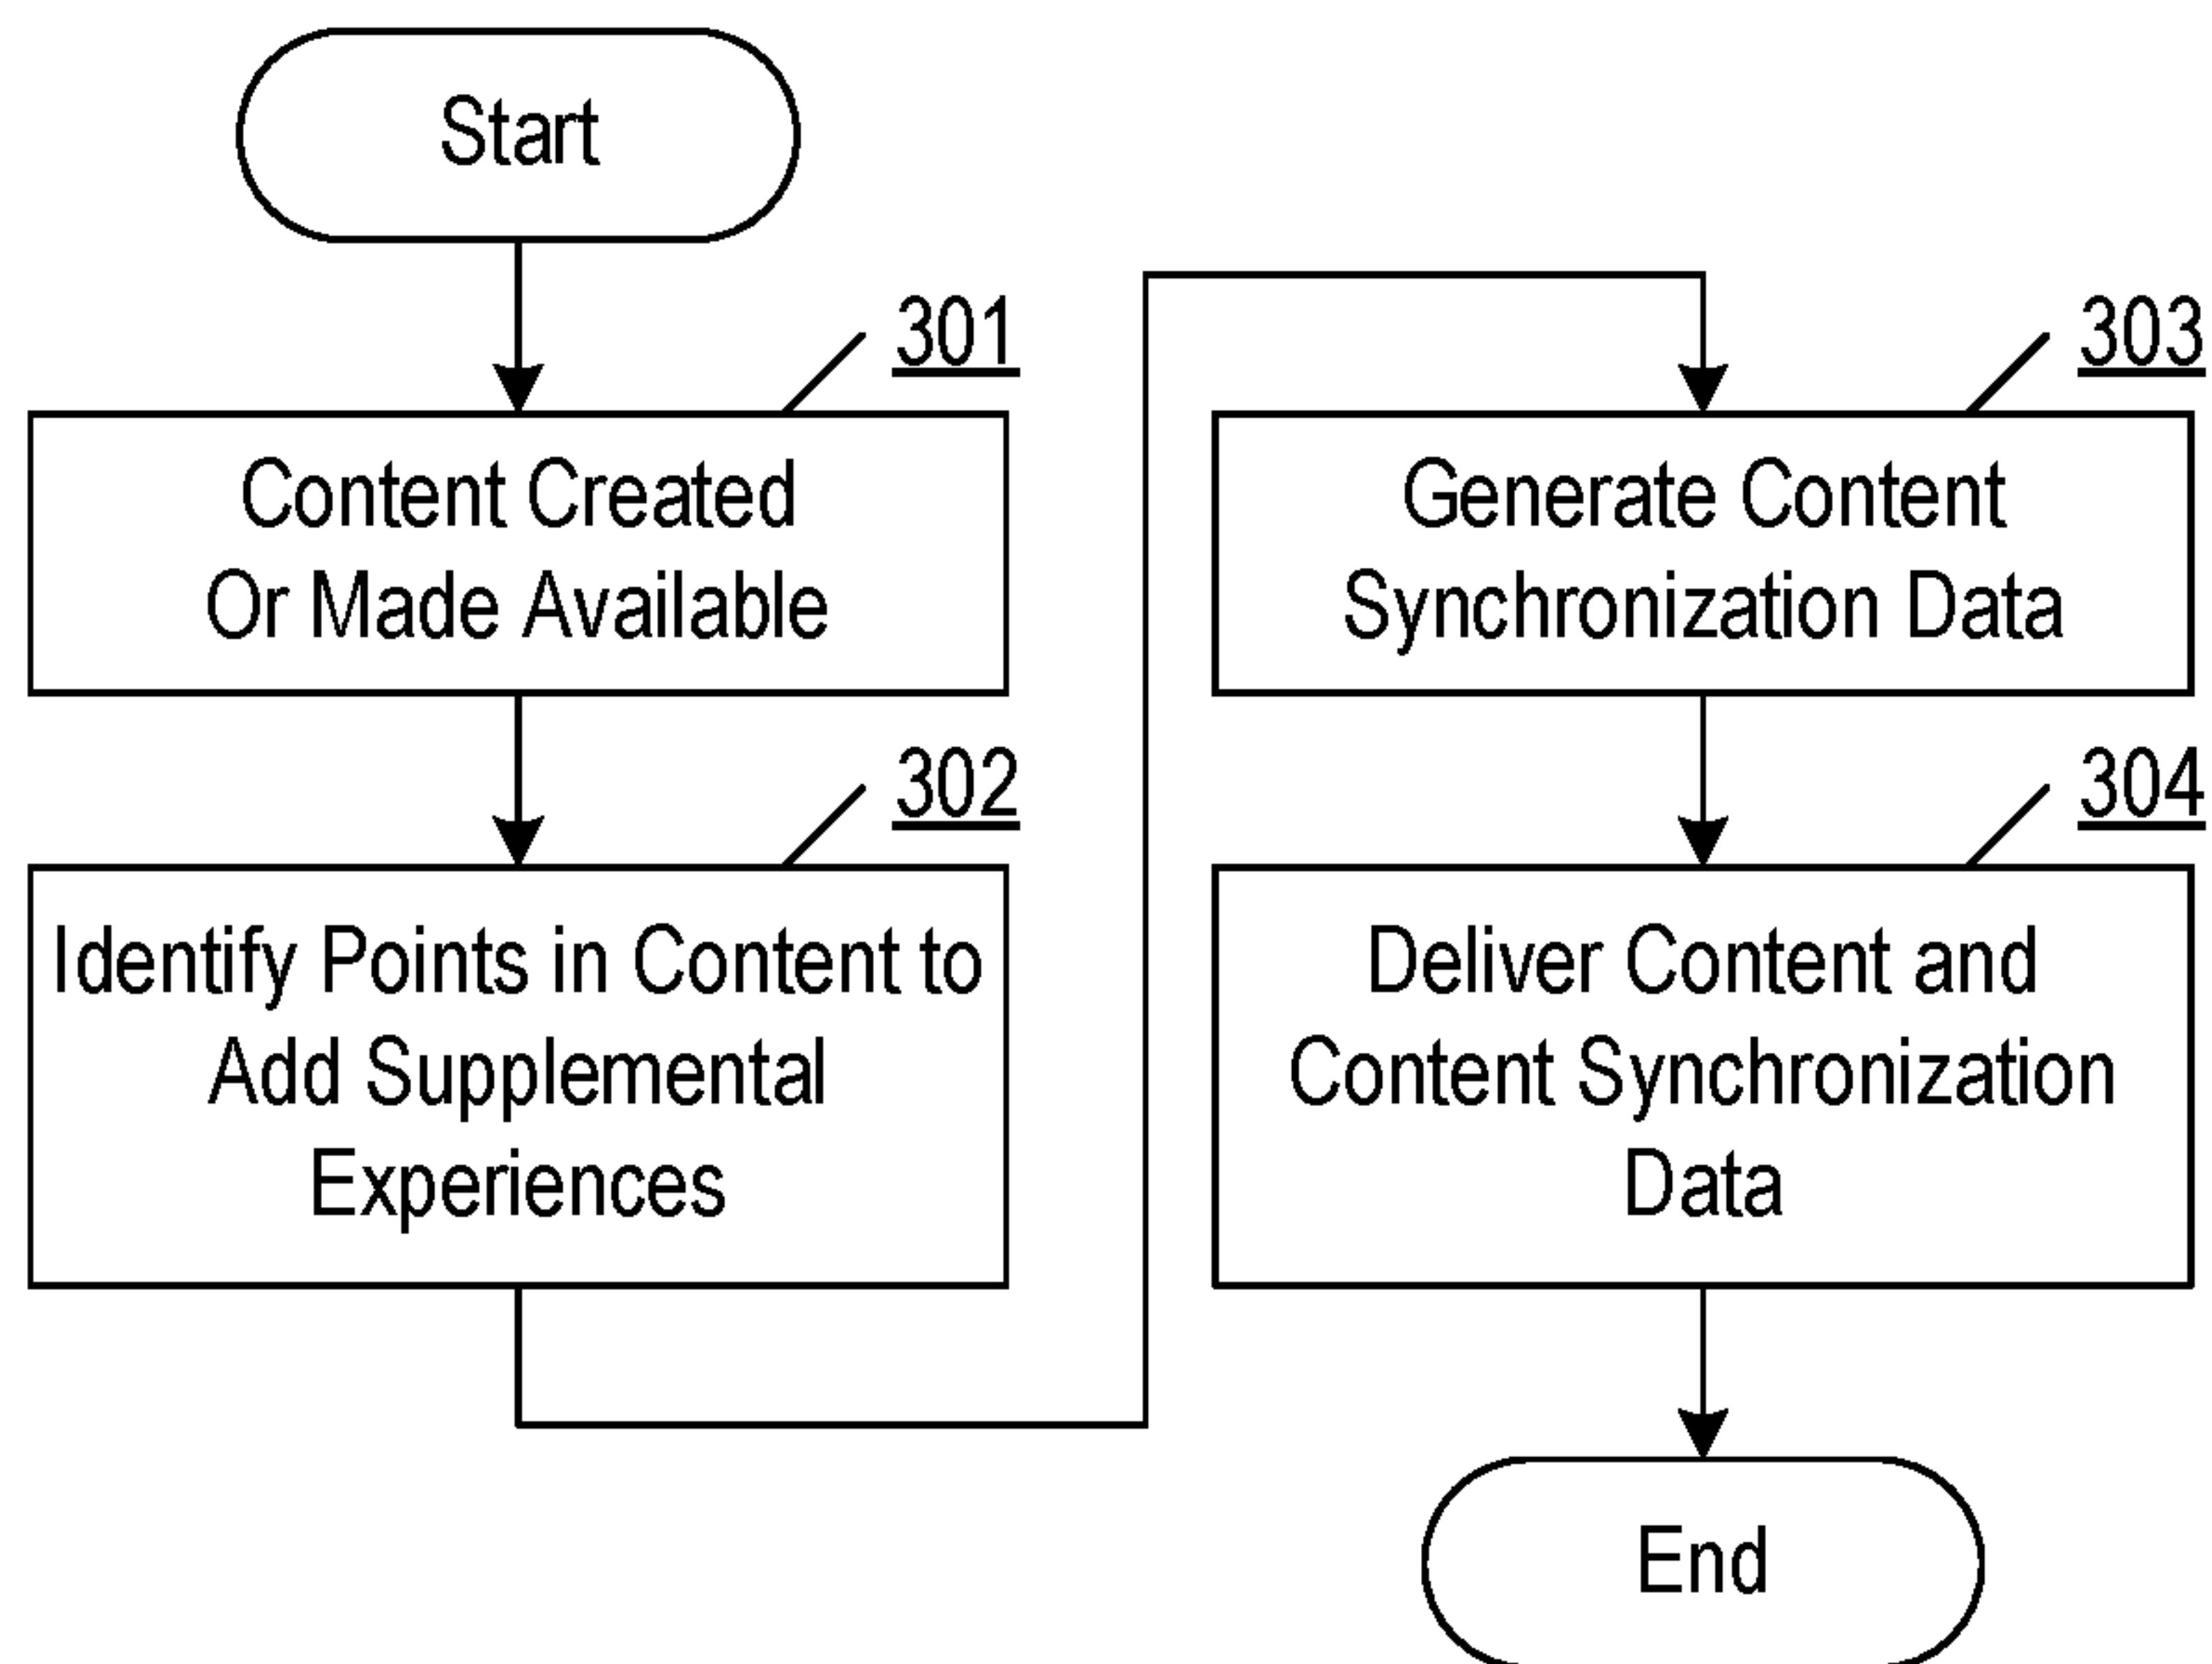 Start
301
Content Created
Or Made Available
302
Identify Points in Content to
Add Supplemental
Experiences
303
Generate Content
Synchronization Data
304
Deliver Content and
Content Synchronization
Data
End